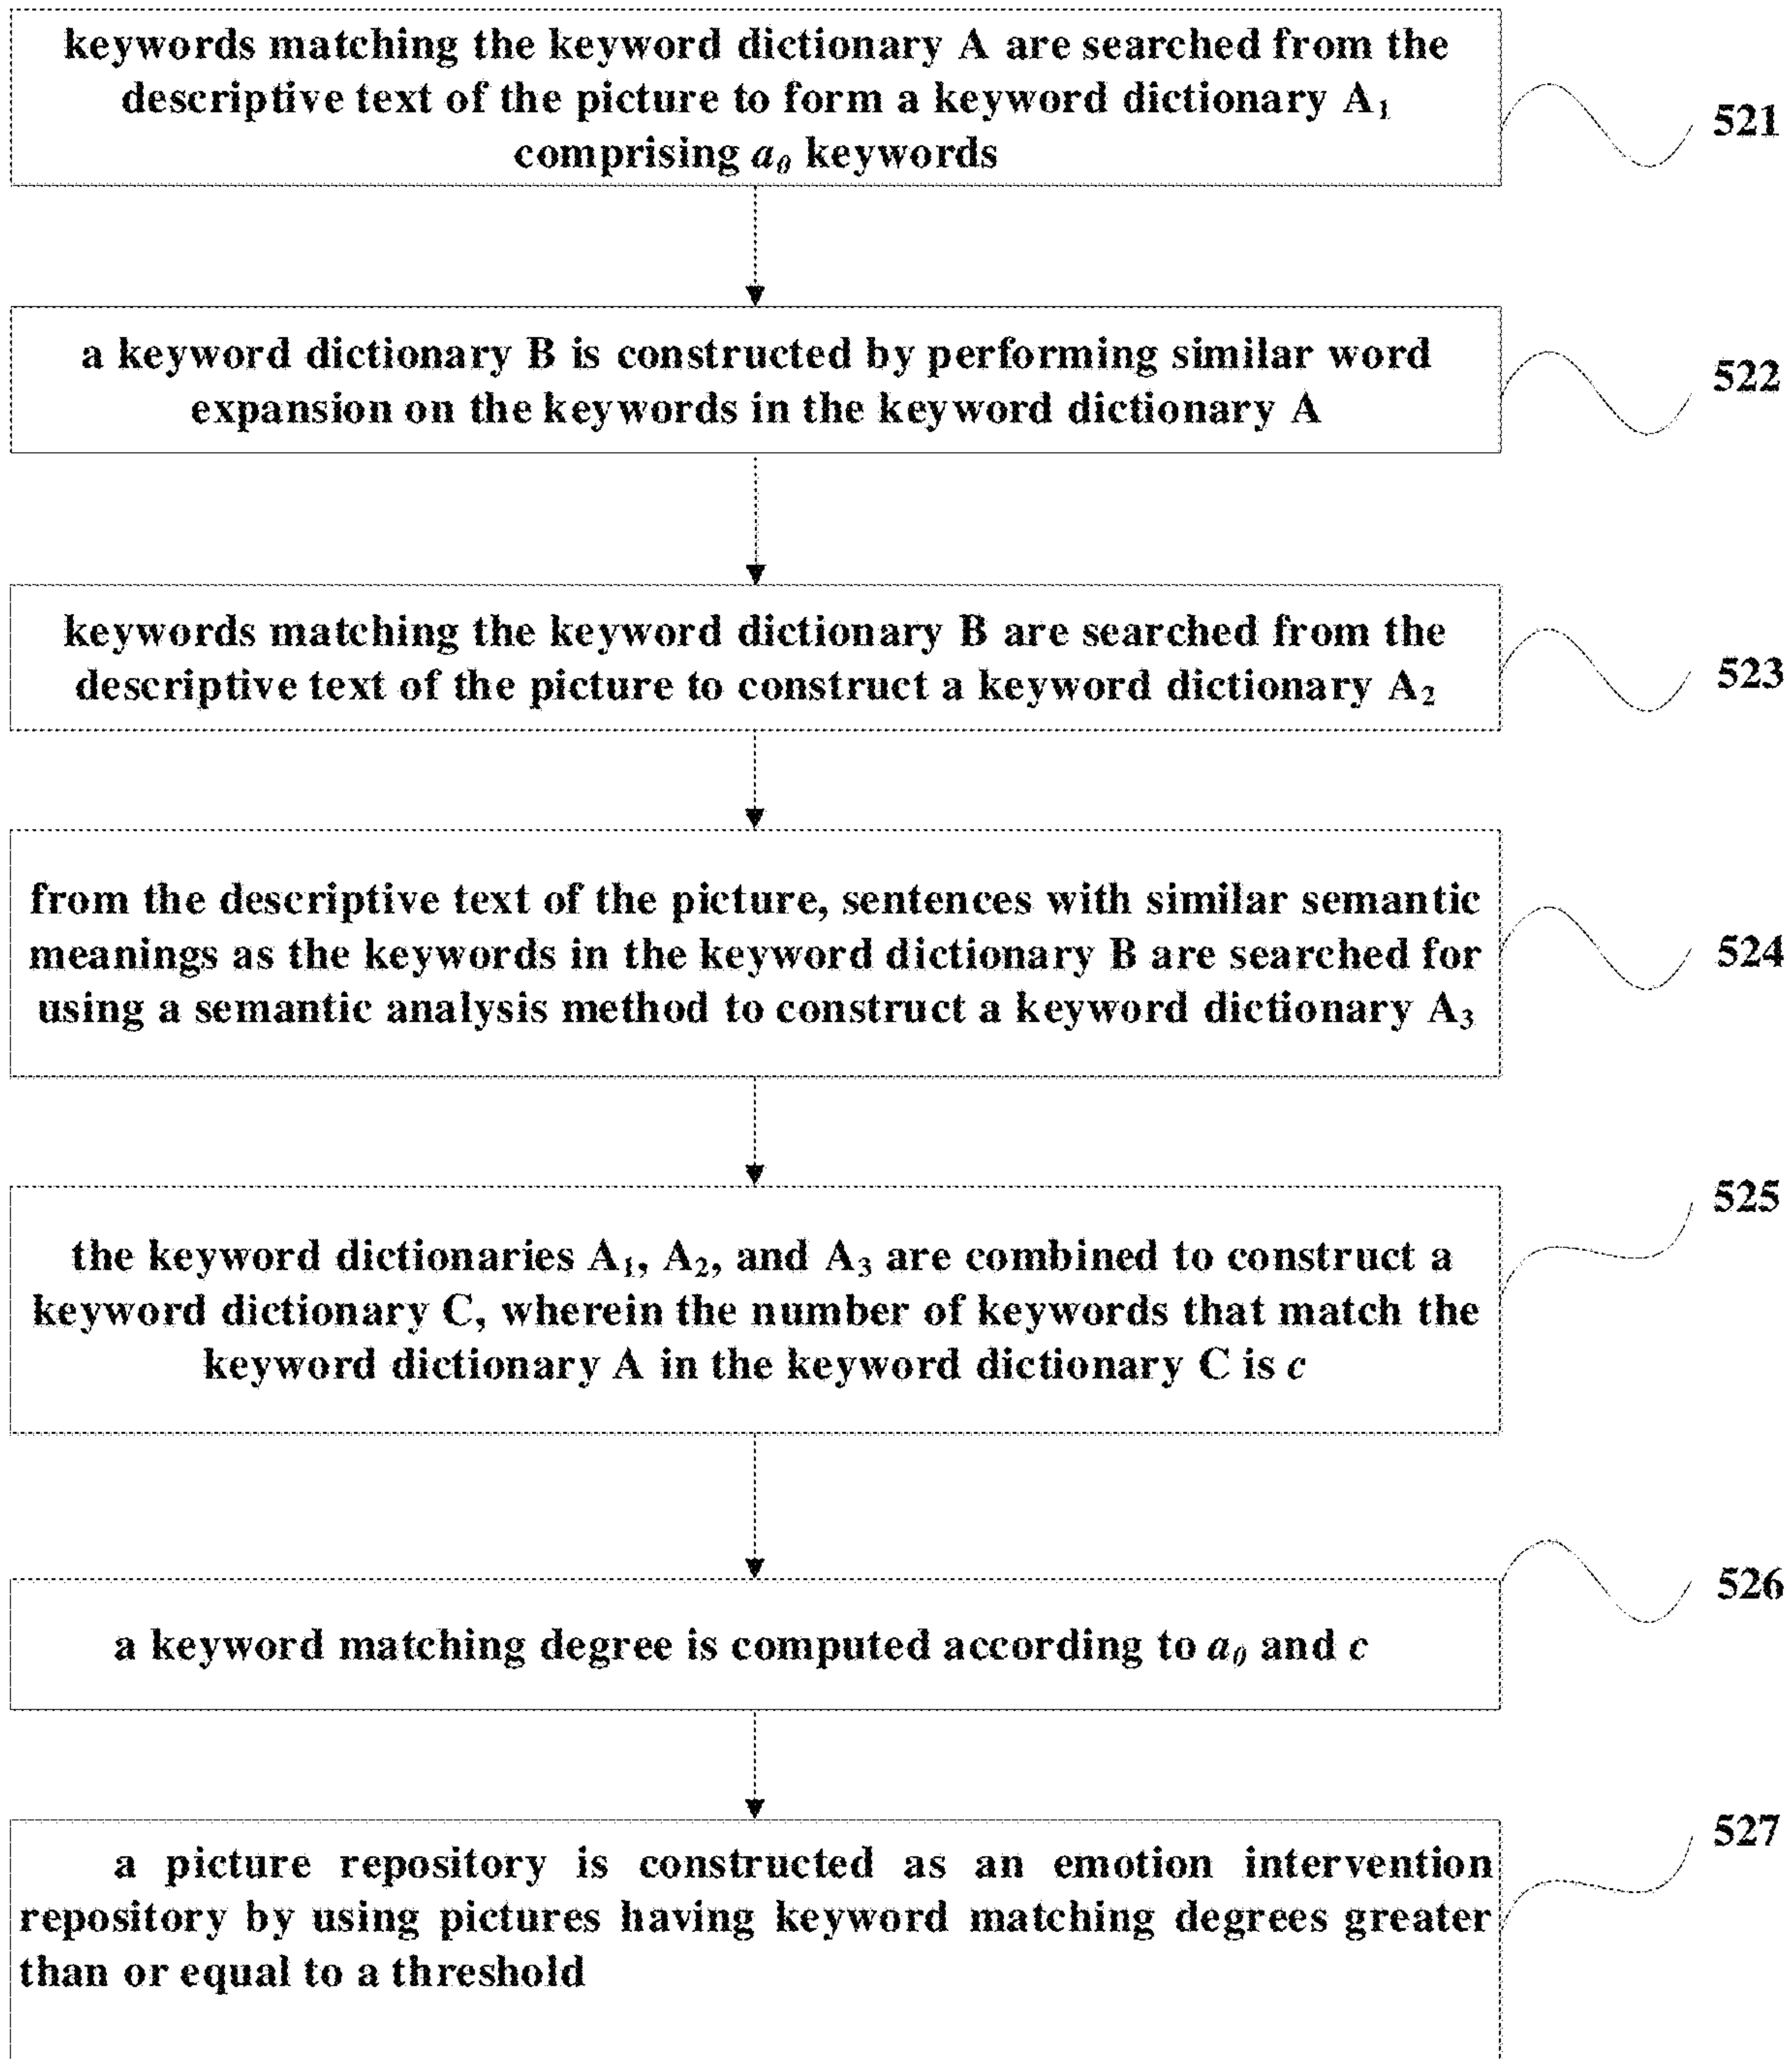 keywords matching the keyword dictionary A are searched from the
descriptive text of the picture to form a keyword dictionary A₁
comprising a₀ keywords
521
a keyword dictionary B is constructed by performing similar word
expansion on the keywords in the keyword dictionary A
522
keywords matching the keyword dictionary B are searched from the
descriptive text of the picture to construct a keyword dictionary A₂
523
from the descriptive text of the picture, sentences with similar semantic
meanings as the keywords in the keyword dictionary B are searched for
using a semantic analysis method to construct a keyword dictionary A₃
524
the keyword dictionaries A₁, A₂, and A₃ are combined to construct a
keyword dictionary C, wherein the number of keywords that match the
keyword dictionary A in the keyword dictionary C is c
525
a keyword matching degree is computed according to a₀ and c
526
a picture repository is constructed as an emotion intervention
repository by using pictures having keyword matching degrees greater
than or equal to a threshold
527